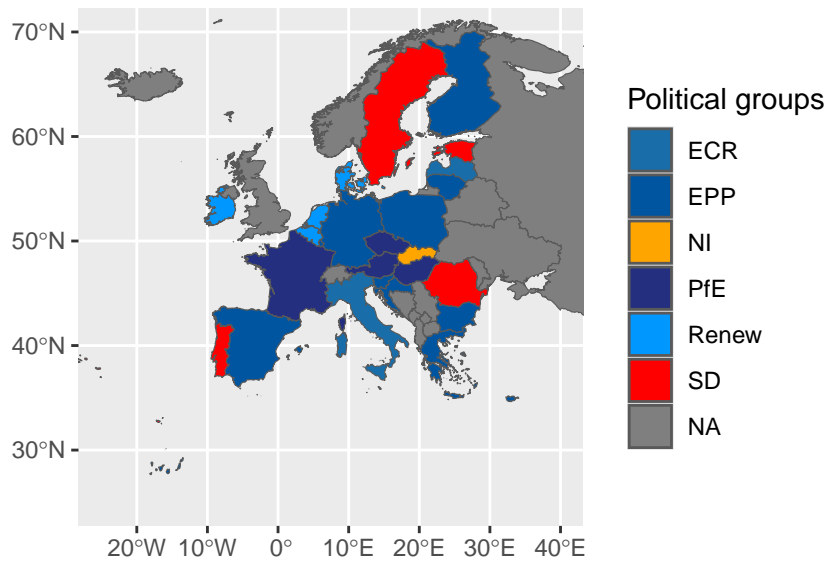 70°N
60°N
50°N
40°N
30°N
20°W 10°W 0° 10°E 20°E 30°E 40°E
Political groups
ECR
EPP
NI
PfE
Renew
SD
NA